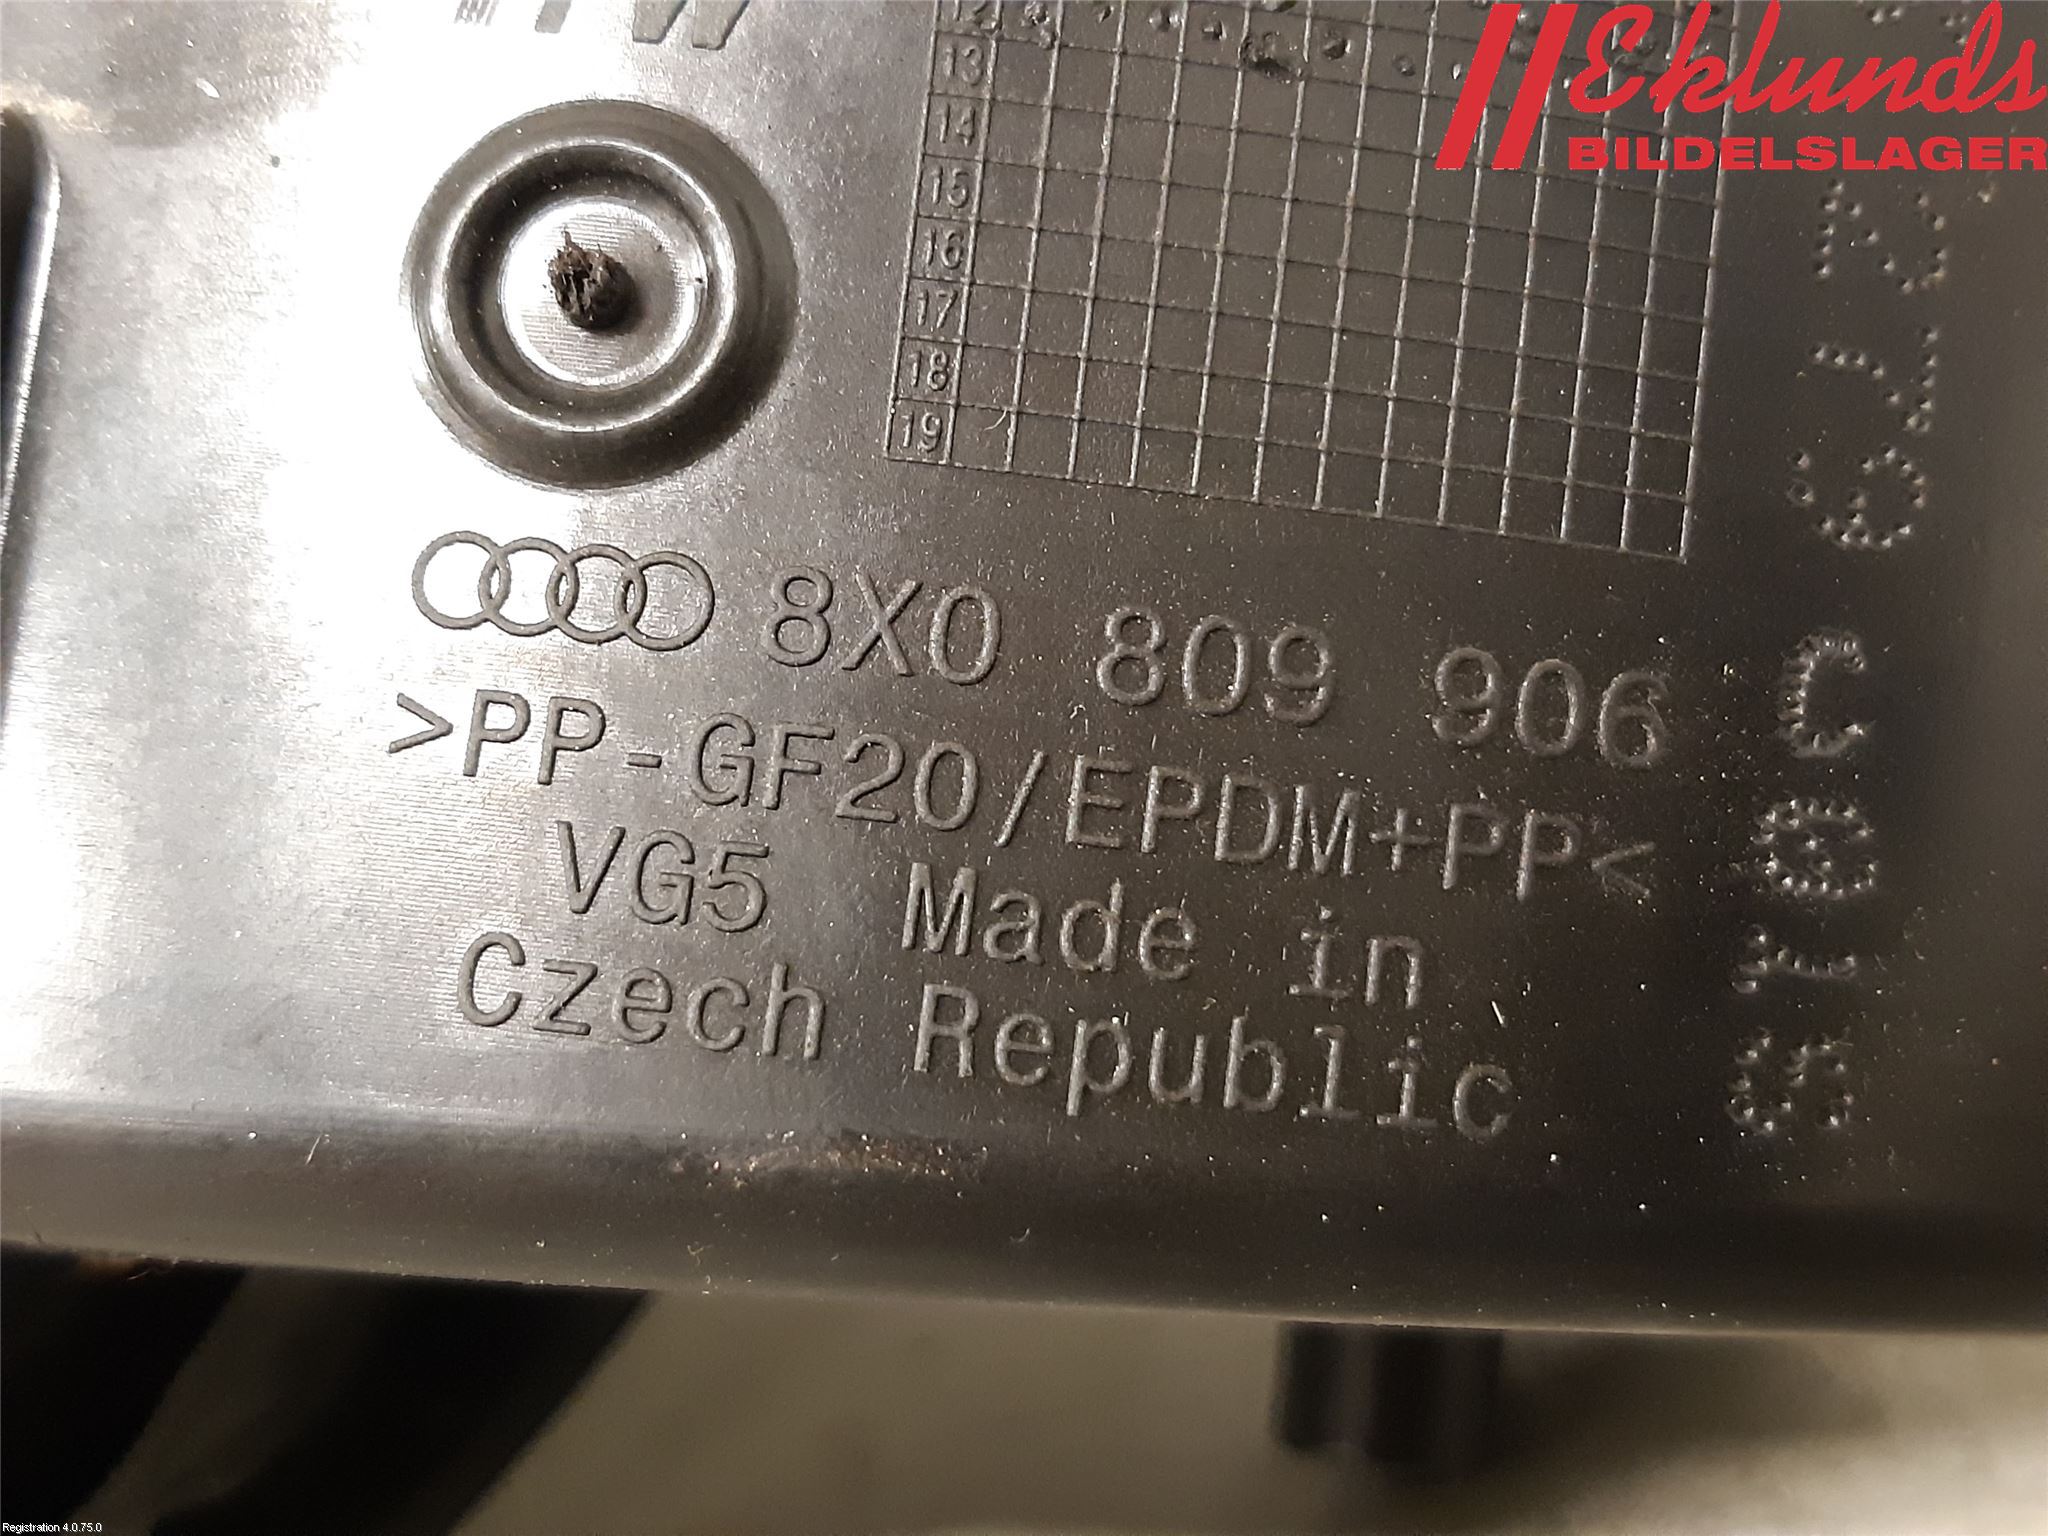 Eklunds
BILDELSLAGER
13
14
15
16
17
18
19
8X0 809 906 C
>PP-GF20/EPDM+PP<
VG5 Made in
Czech Republic
Registration 4.0.75.0